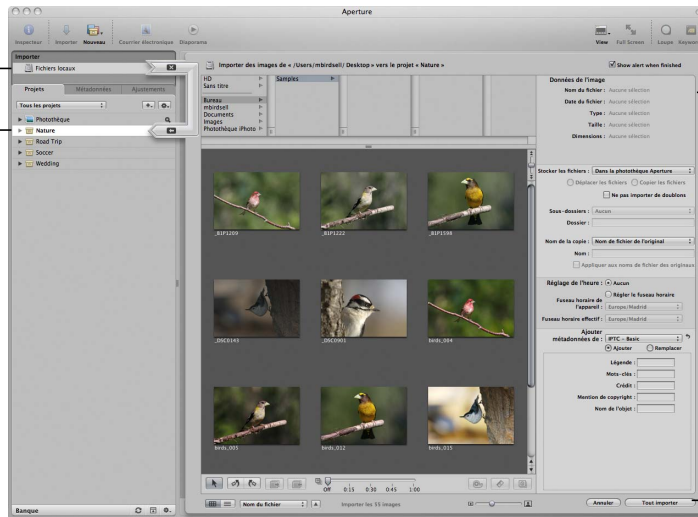 Aperture
Inspecteur Importer Nouveau Courrier électronique Diaporama View Full Screen Loupe
Importer
Fichiers locaux
Importer des images de « /Users/mbirdsell/ Desktop » vers le projet « Nature »
Show alert when finished
Projets Métadonnées Ajustements
Tous les projets
Photothèque
Nature
Road Trip
Soccer
Wedding
HD
Sans titre
Bureau
mbirdsell
Documents
Images
Photothèque iPhoto
Samples
_B1P1209 _B1P1222 _B1P1598
_DSC0143 _DSC0901 birds_004
birds_005 birds_012 birds_015
Données de l'image
Nom du fichier : Aucune sélection
Date du fichier : Aucune sélection
Type : Aucune sélection
Taille : Aucune sélection
Dimensions : Aucune sélection
Stocker les fichiers : Dans la photothèque Aperture
Déplacer les fichiers Copier les fichiers
Ne pas importer de doublons
Sous-dossiers : Aucun
Dossier :
Nom de la copie : Nom de fichier de l'original
Nom :
Appliquer aux noms de fichier des originaux
Réglage de l'heure : Aucun
Régler le fuseau horaire
Fuseau horaire de l'appareil : Europe/Madrid
Fuseau horaire effectif : Europe/Madrid
Ajouter métadonnées de : IPTC - Basic
Ajouter Remplacer
Légende :
Mots-clés :
Crédit :
Mention de copyright :
Nom de l'objet :
Off 0:15 0:30 0:45 1:00
Banque
Nom du fichier
Importer les 55 images
Annuler Tout importer